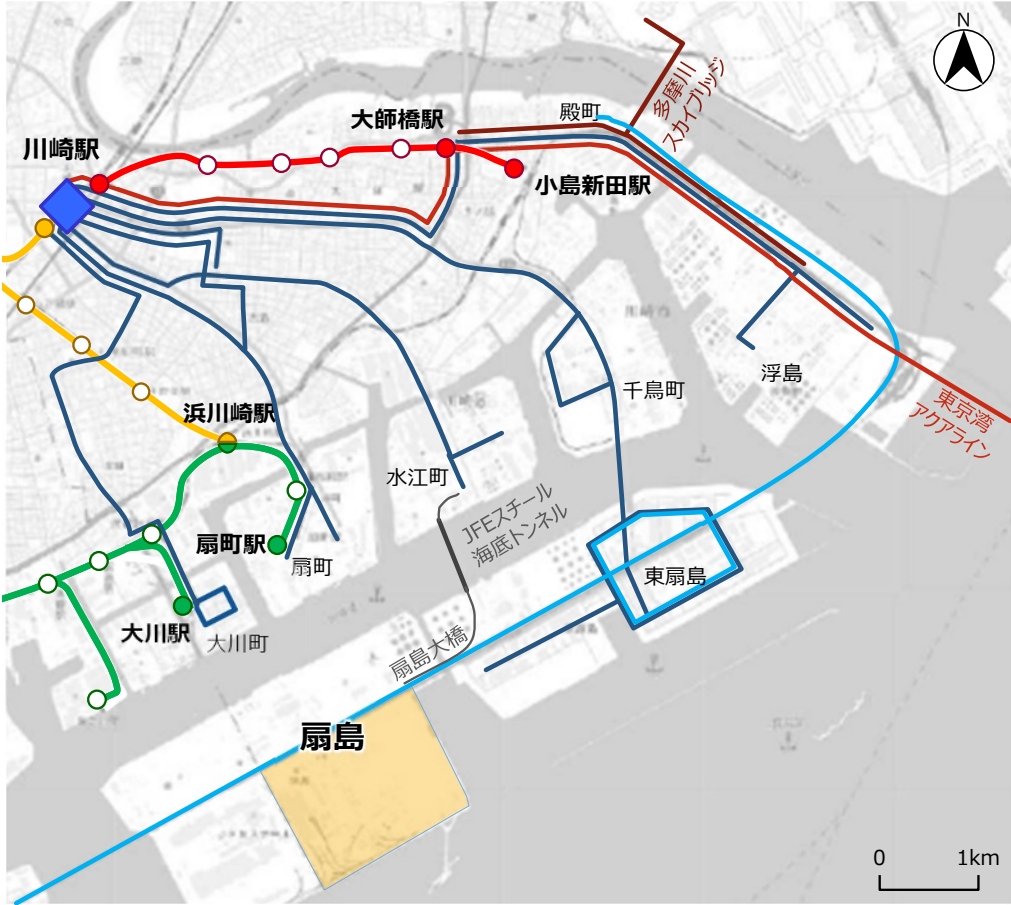 N
多摩川
スカイブリッジ
殿町
大師橋駅
川崎駅
小島新田駅
千鳥町
浮島
東京湾
アクアライン
浜川崎駅
水江町
JFEスチール
海底トンネル
扇町駅
扇町
東扇島
大川駅
大川町
扇島大橋
扇島
0 1km